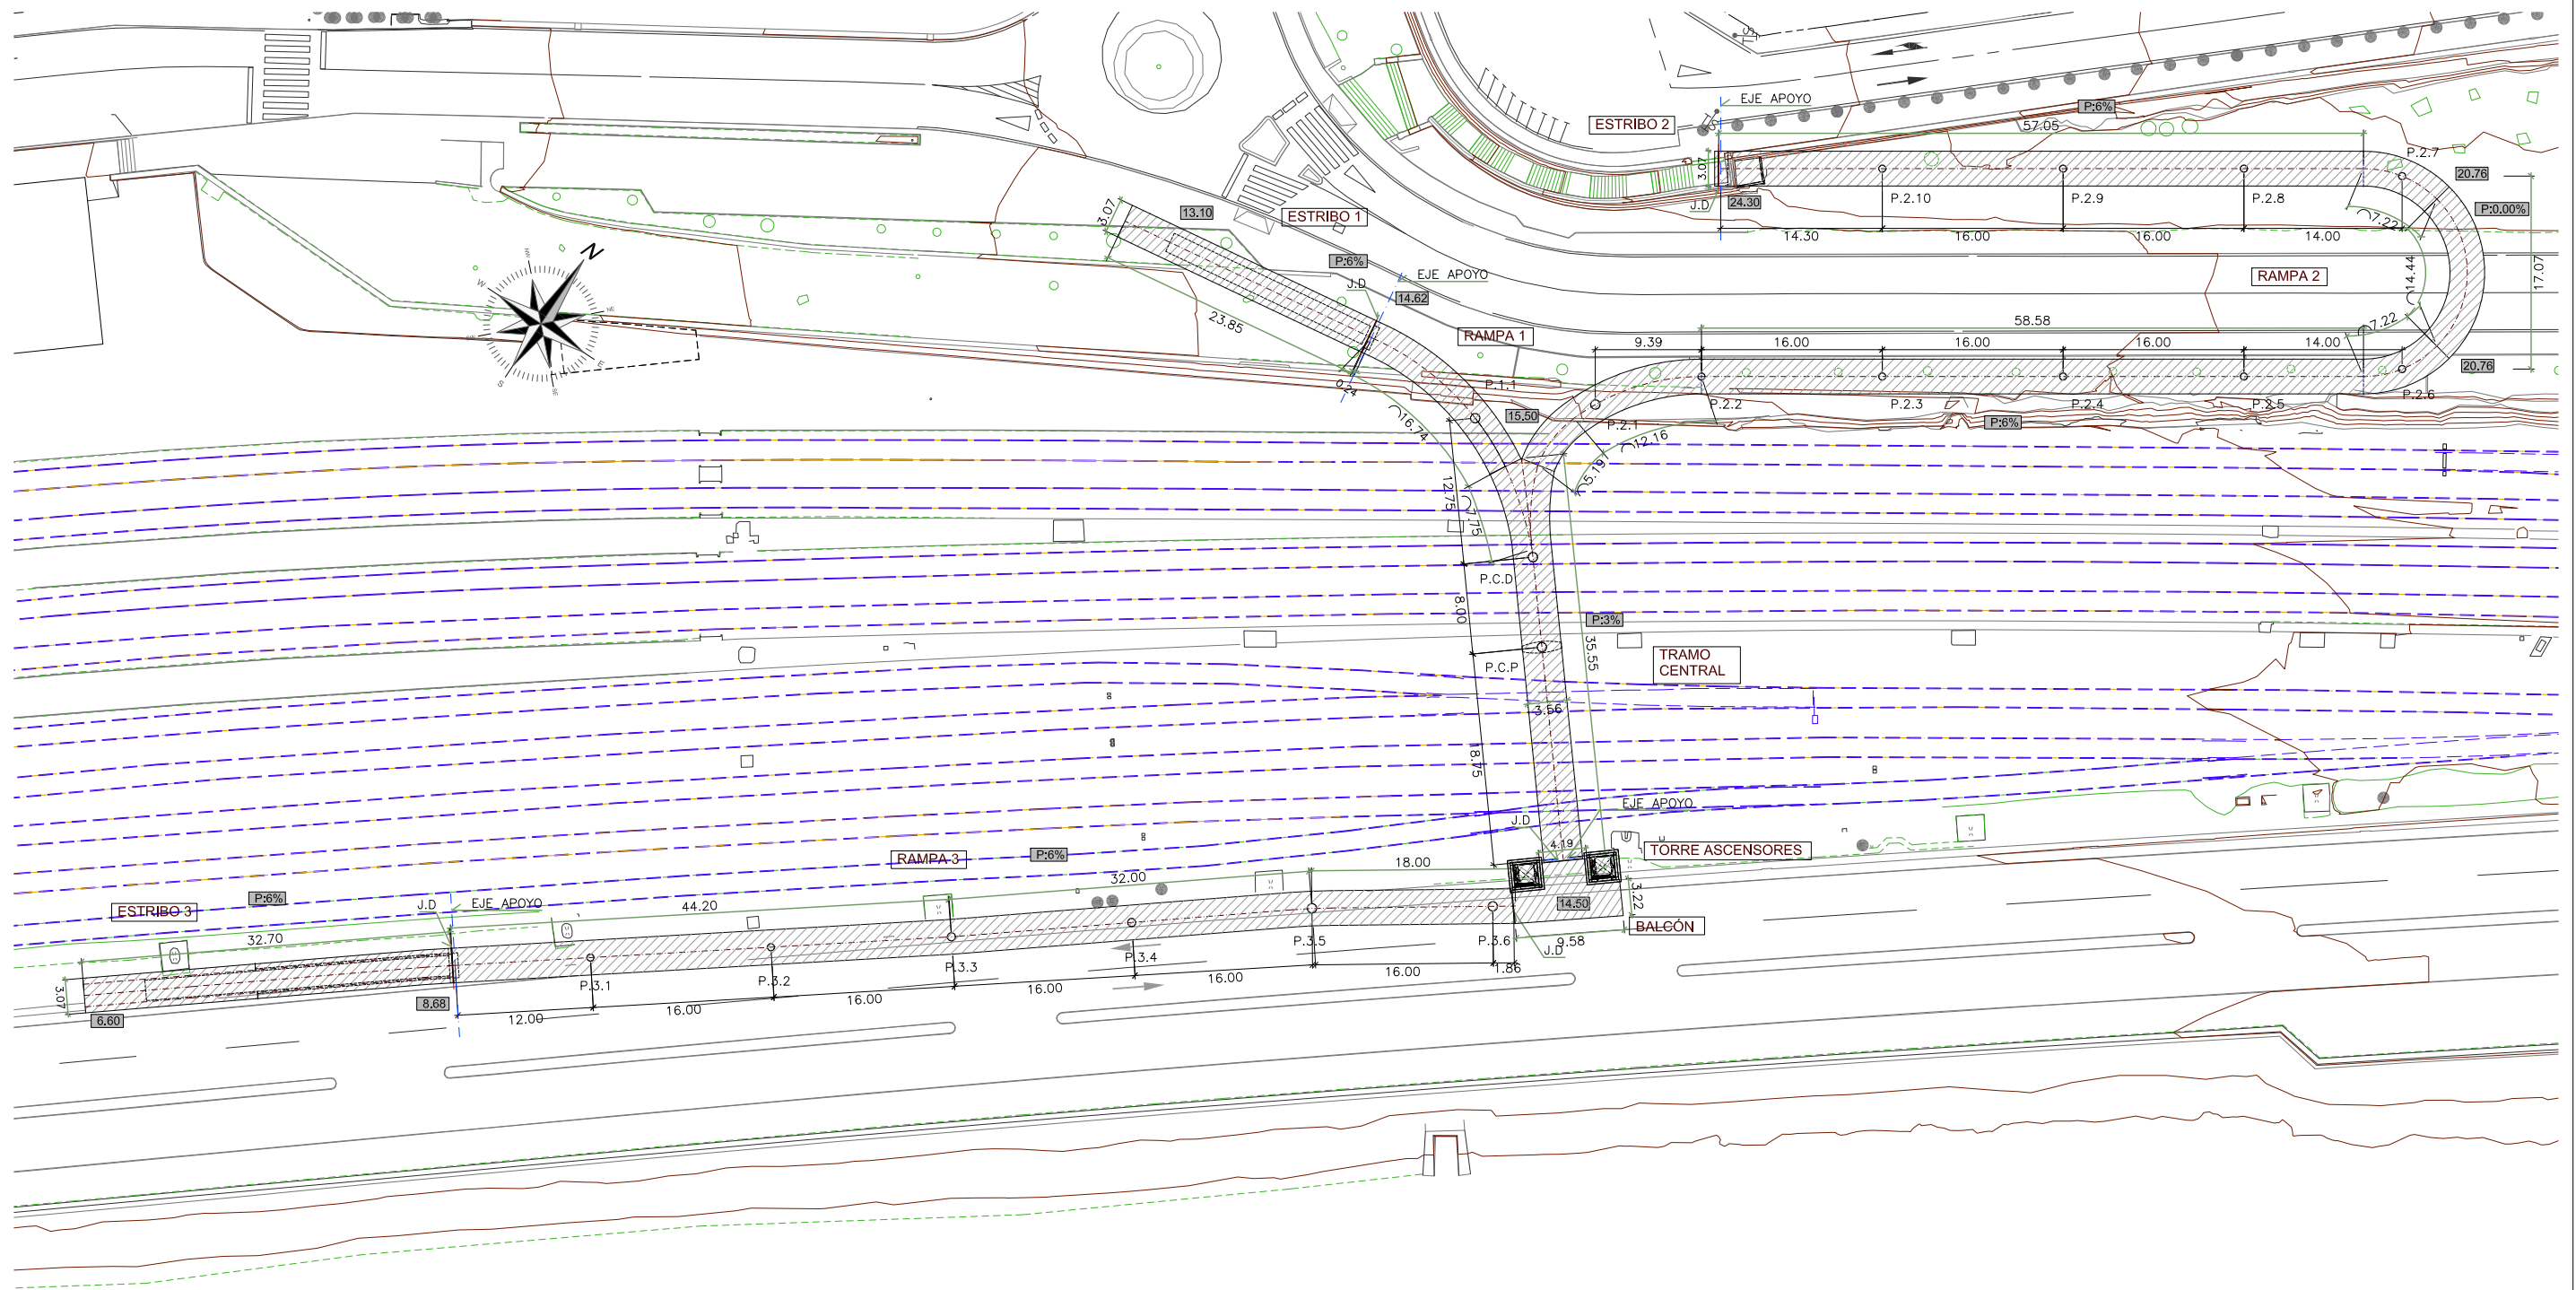 EJE APOYO
P:6%
ESTRIBO 2
57.05
P.2.7
3.07
20.76
24.30
J.D
P.2.10
P.2.9
P.2.8
P:0.00%
7.22
14.30
16.00
16.00
14.00
3.07
13.10
ESTRIBO 1
P:6%
EJE APOYO
J.D
14.62
RAMPA 2
14.44
17.07
N
NE
W
E
S
SE
23.85
RAMPA 1
58.58
7.22
9.39
16.00
16.00
16.00
14.00
20.76
0.24
P.1.1
15.50
P.2.2
P.2.3
P.2.4
P.2.5
P.2.6
P:6%
16.74
P.2.1
12.16
5.19
12.75
7.75
P.C.D
8.00
P:3%
35.55
P.C.P
TRAMO
CENTRAL
3.56
18.75
EJE APOYO
J.D
4.19
TORRE ASCENSORES
RAMPA 3
P:6%
18.00
32.00
3.22
14.50
BALCÓN
9.58
J.D
P:6%
ESTRIBO 3
J.D
EJE APOYO
44.20
32.70
P.3.6
P.3.5
P.3.4
P.3.3
P.3.2
P.3.1
3.07
6.60
8.68
12.00
16.00
16.00
16.00
16.00
16.00
1.86